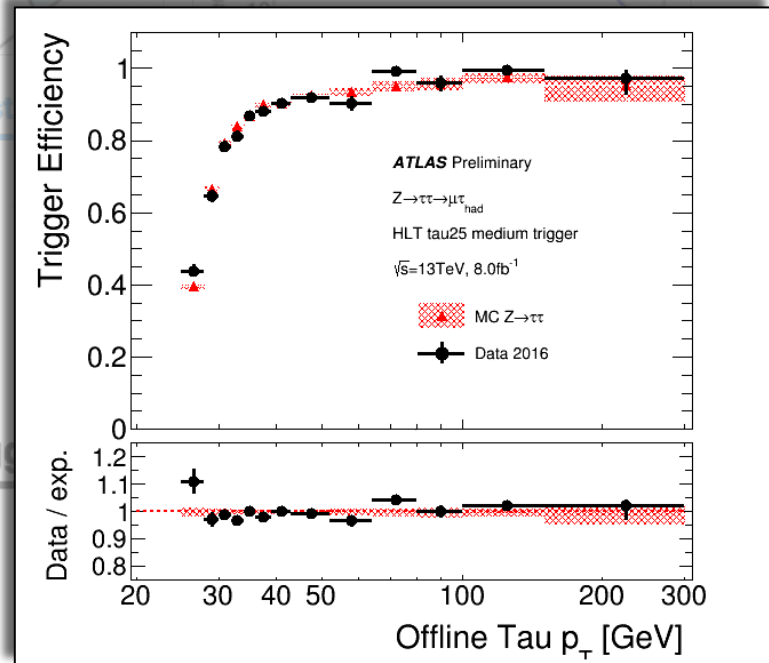 Trigger Efficiency
1
0.8
0.6
0.4
0.2
0
ATLAS Preliminary
Z→ττ→μτhad
HLT tau25 medium trigger
√s=13TeV, 8.0fb⁻¹
MC Z→ττ
Data 2016
Data / exp.
1.2
1.1
1
0.9
0.8
20 30 40 50 100 200 300
Offline Tau pT [GeV]